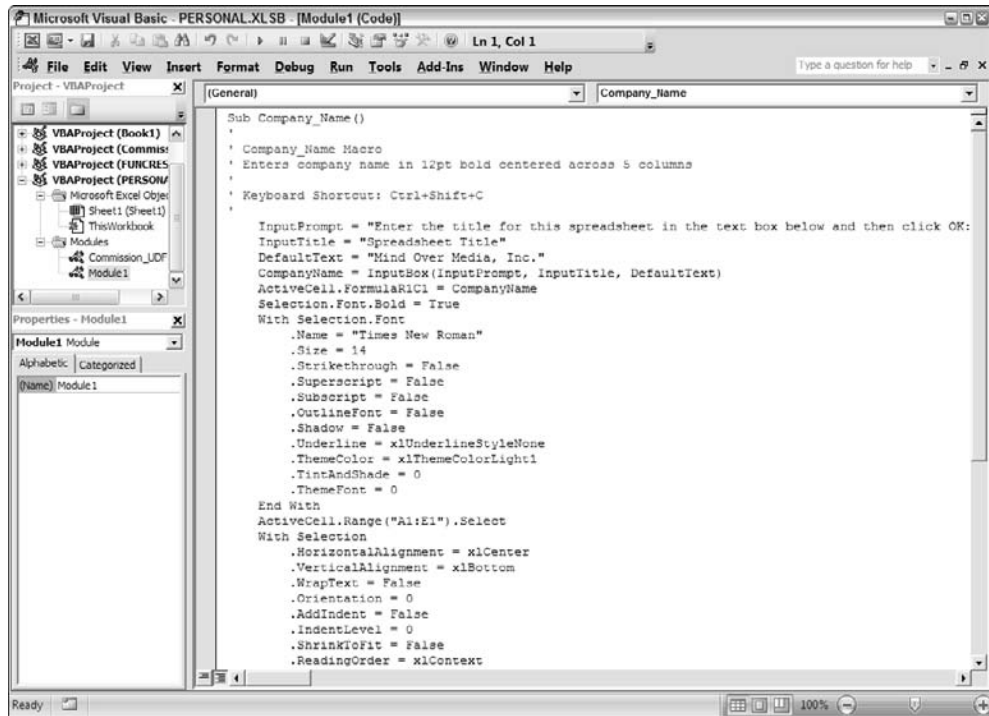 Microsoft Visual Basic - PERSONAL.XLSB - [Module1 (Code)]
Ln 1, Col 1
File Edit View Insert Format Debug Run Tools Add-Ins Window Help
Type a question for help
Project - VBAProject
(General)
Company_Name
VBAProject (Book1)
VBAProject (Commis
VBAProject (FUNCRES
VBAProject (PERSONA
Microsoft Excel Objec
Sheet1 (Sheet1)
ThisWorkbook
Modules
Commission_UDF
Module1
Properties - Module1
Module1 Module
Alphabetic Categorized
(Name) Module1
Sub Company_Name()
'
' Company_Name Macro
' Enters company name in 12pt bold centered across 5 columns
'
' Keyboard Shortcut: Ctrl+Shift+C
'
InputPrompt = "Enter the title for this spreadsheet in the text box below and then click OK:
InputTitle = "Spreadsheet Title"
DefaultText = "Mind Over Media, Inc."
CompanyName = InputBox(InputPrompt, InputTitle, DefaultText)
ActiveCell.FormulaR1C1 = CompanyName
Selection.Font.Bold = True
With Selection.Font
.Name = "Times New Roman"
.Size = 14
.Strikethrough = False
.Superscript = False
.Subscript = False
.OutlineFont = False
.Shadow = False
.Underline = xlUnderlineStyleNone
.ThemeColor = xlThemeColorLight1
.TintAndShade = 0
.ThemeFont = 0
End With
ActiveCell.Range("A1:E1").Select
With Selection
.HorizontalAlignment = xlCenter
.VerticalAlignment = xlBottom
.WrapText = False
.Orientation = 0
.AddIndent = False
.IndentLevel = 0
.ShrinkToFit = False
.ReadingOrder = xlContext
Ready
100%